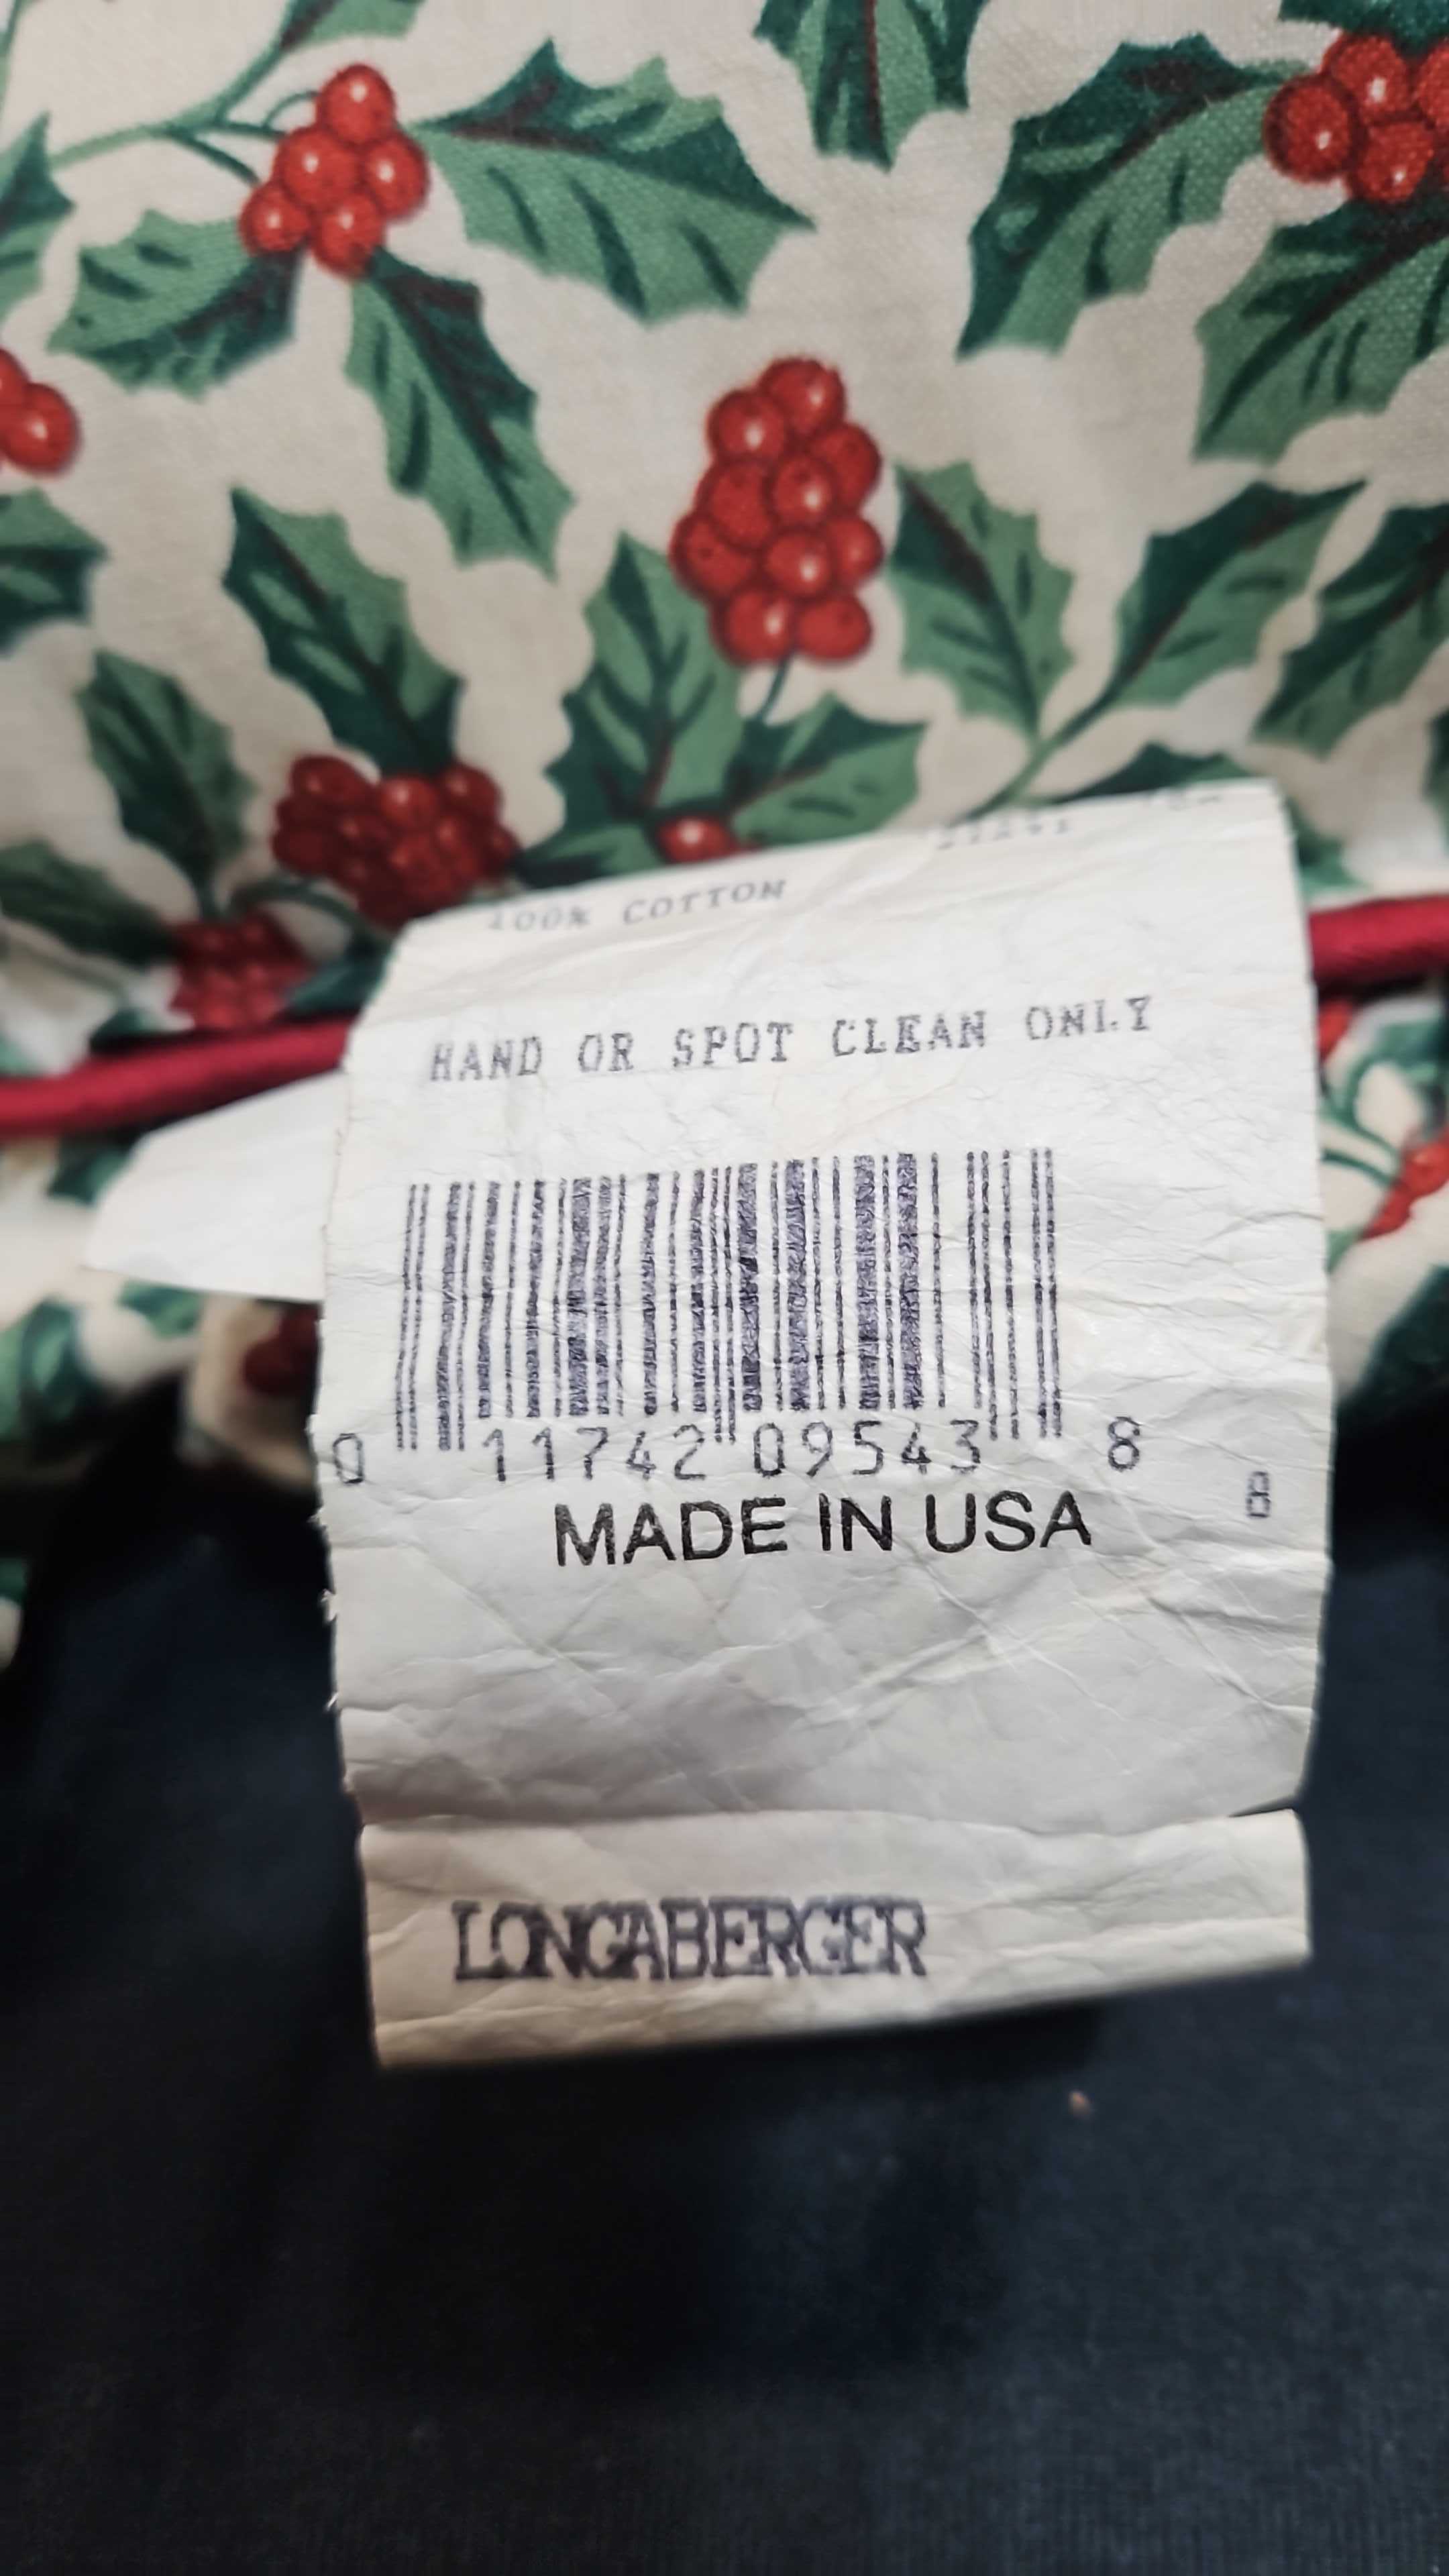 100% COTTON
HAND OR SPOT CLEAN ONLY
0 11742 09543 8
8
MADE IN USA
LONGABERGER